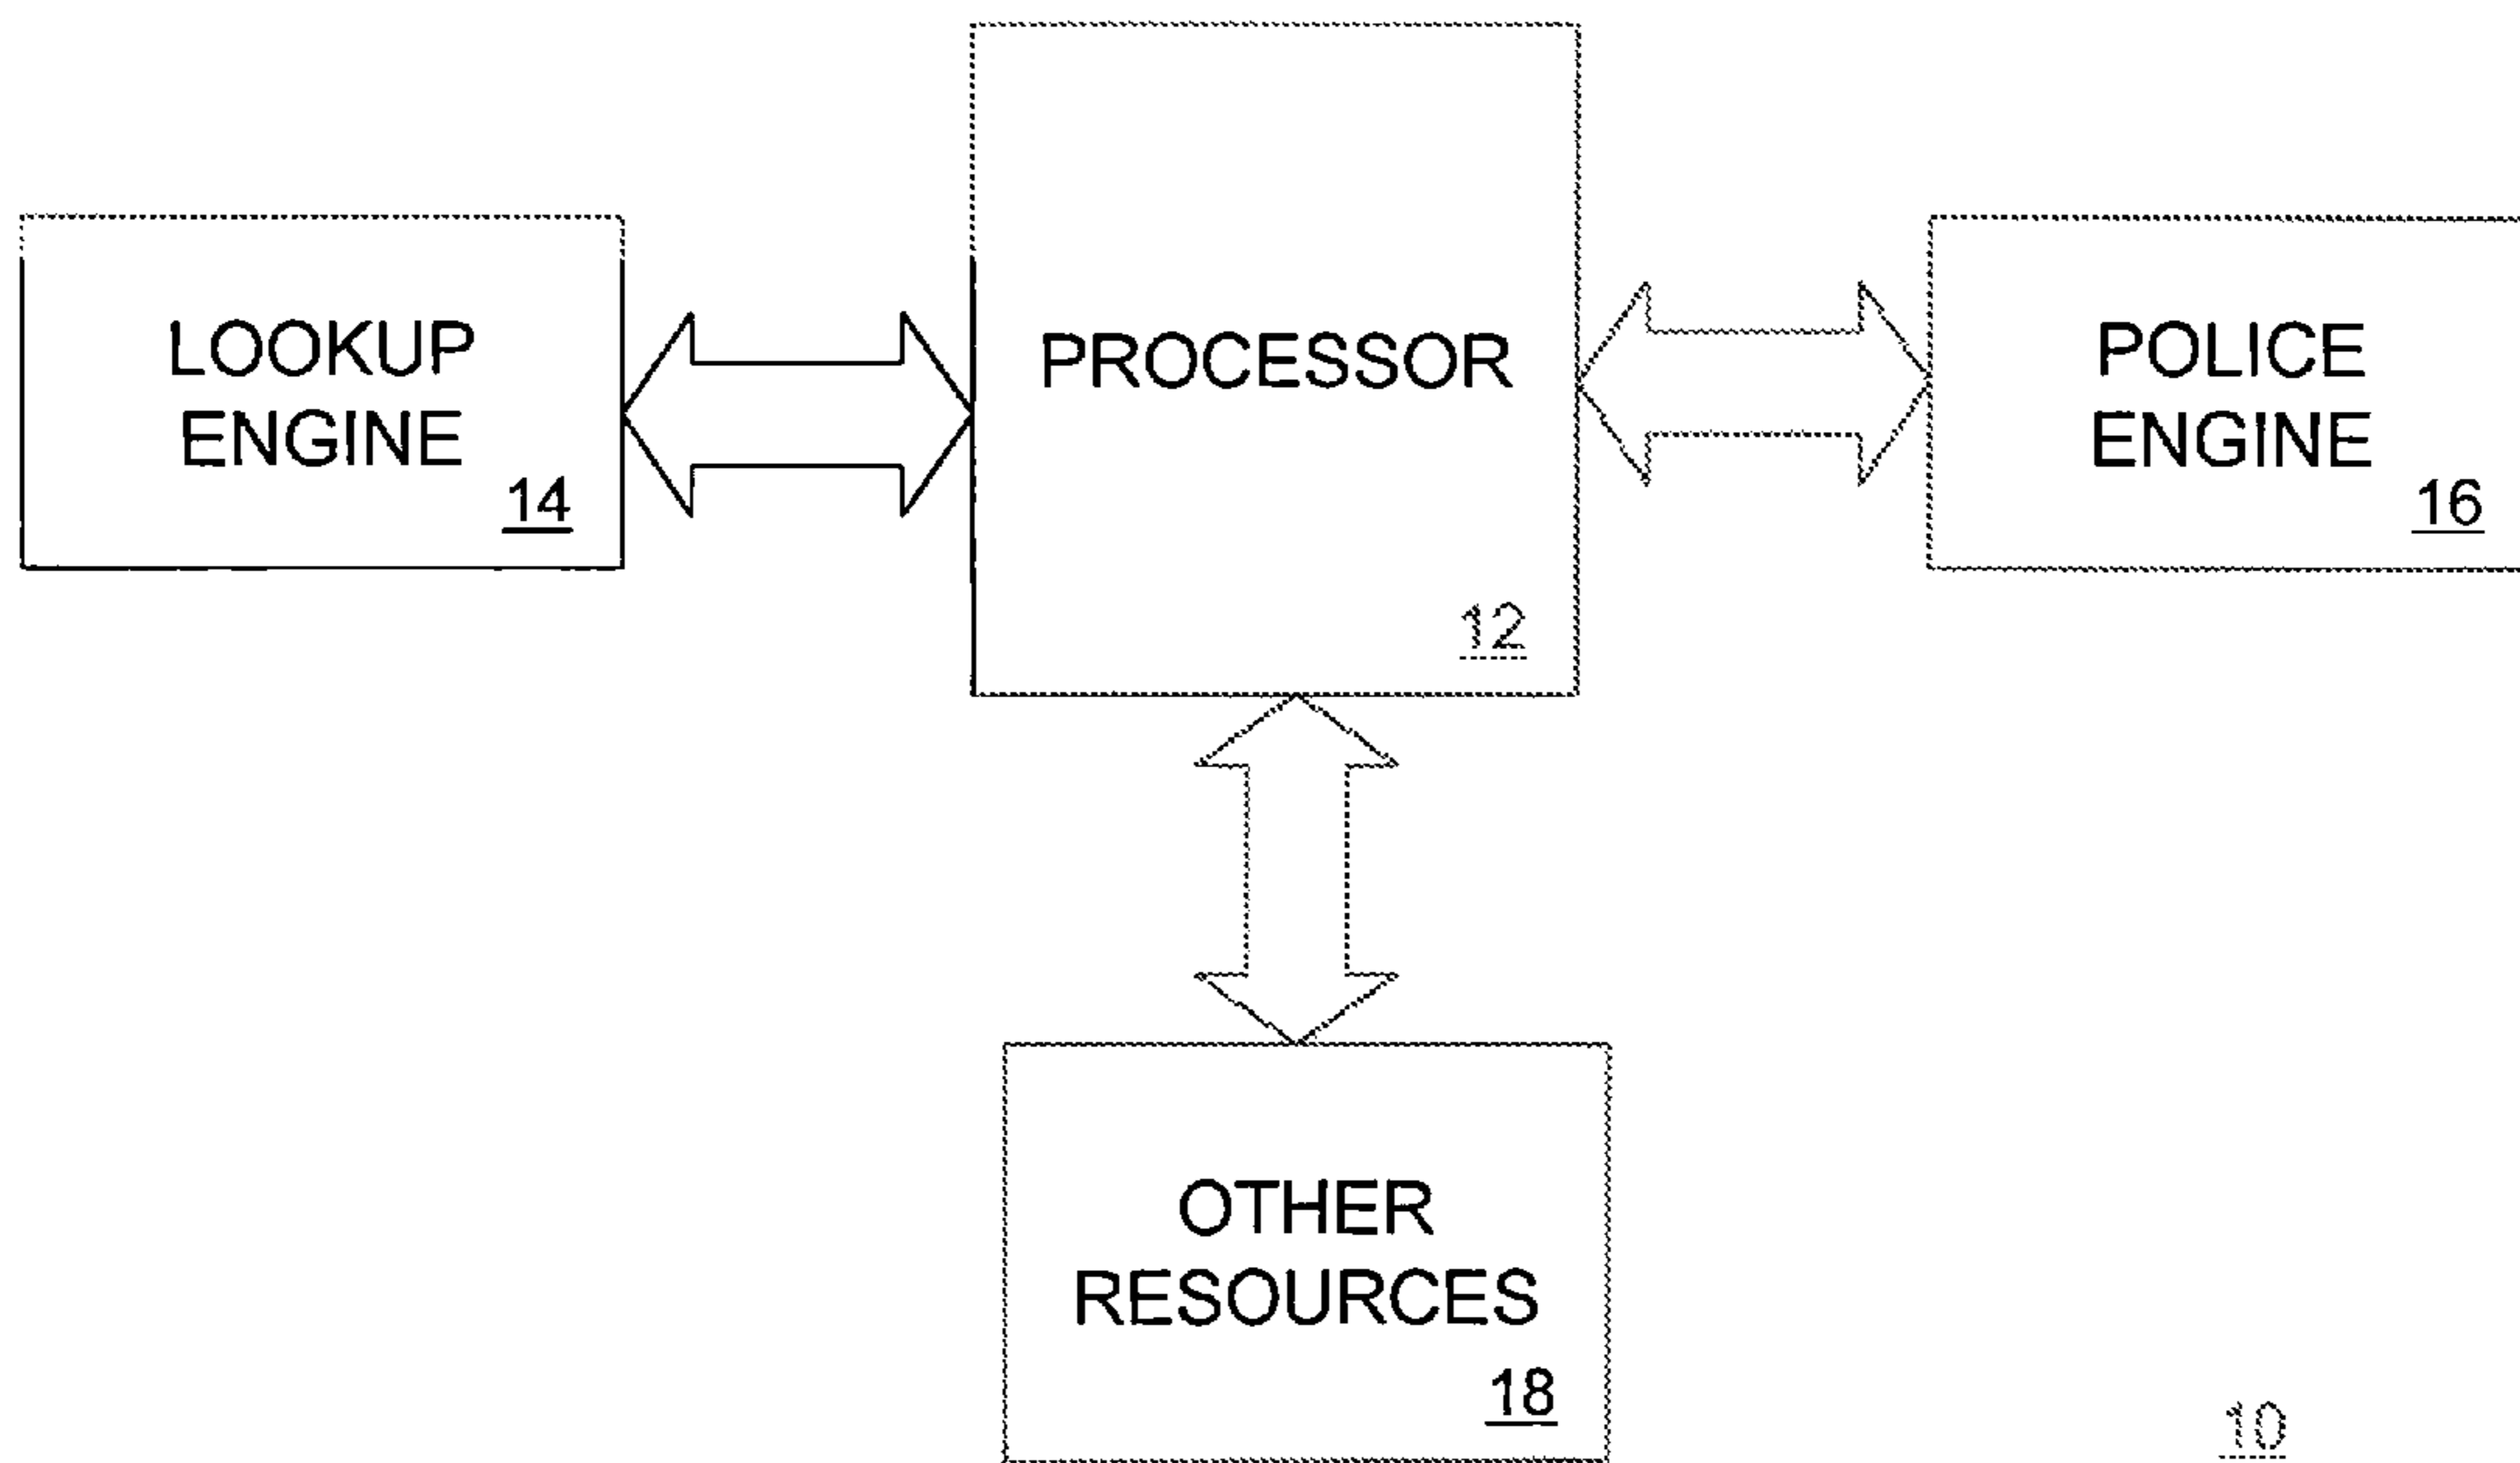 LOOKUP
ENGINE
14
PROCESSOR
12
POLICE
ENGINE
16
OTHER
RESOURCES
18
10